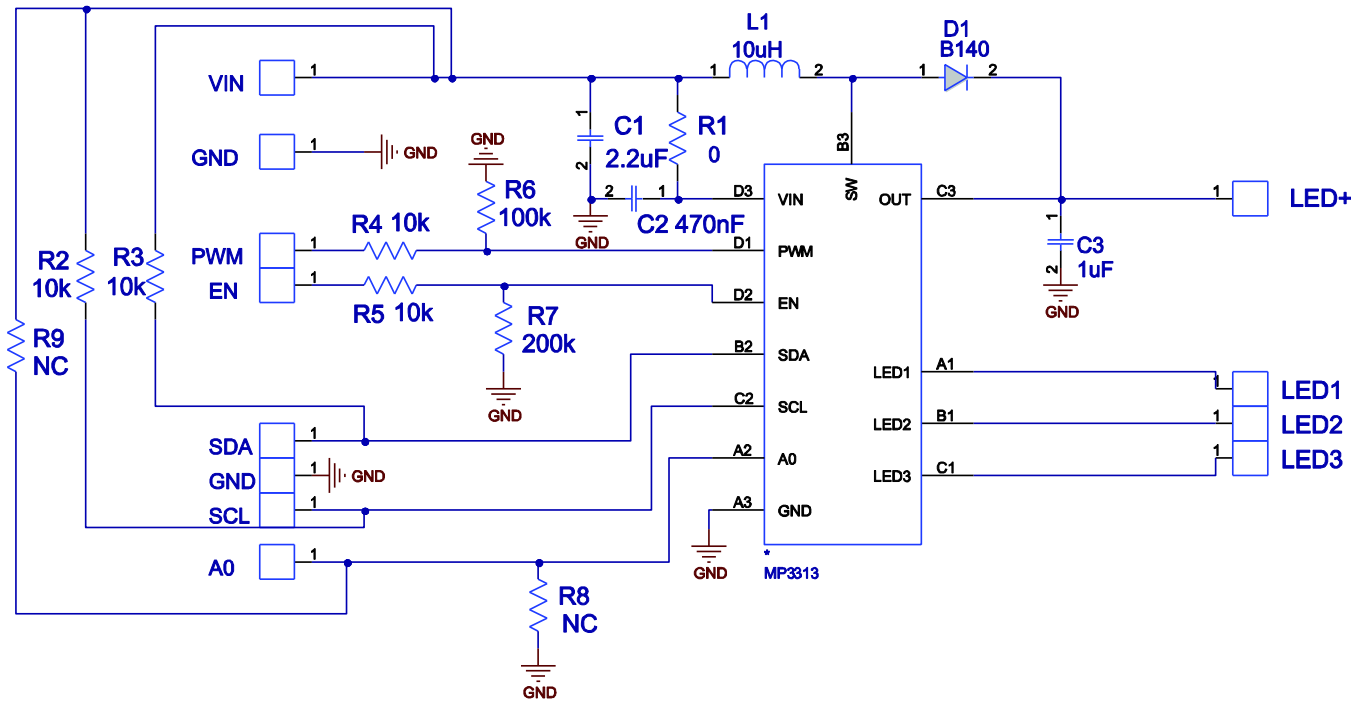 L1
10uH
D1
B140
1
2
1
2
VIN
1
GND
1
GND
GND
1
C1
2.2uF
2
R1
0
B3
SW
R6
100k
2
1
D3
VIN
OUT
C3
1
LED+
GND
C2 470nF
R4 10k
PWM
1
D1
PWM
1
C3
1uF
2
GND
R2
10k
R3
10k
EN
1
R5 10k
D2
EN
R7
200k
GND
R9
NC
B2
SDA
LED1
A1
1
LED1
C2
SCL
LED2
B1
1
LED2
SDA
1
A2
A0
LED3
C1
1
LED3
GND
1
GND
SCL
1
A3
GND
GND
*
MP3313
A0
1
R8
NC
GND